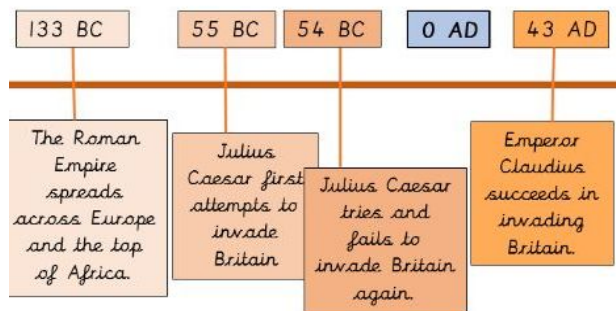 133 BC
55 BC
54 BC
0 AD
43 AD
The Roman
Empire
spreads
across Europe
and the top
of Africa.
Julius
Caesar first
attempts to
invade
Britain
Julius Caesar
tries and
fails to
invade Britain
again.
Emperor
Claudius
succeeds in
invading
Britain.